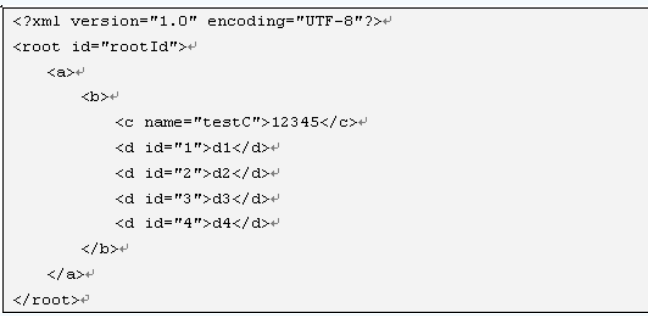 <?xml version="1.0" encoding="UTF-8"?>↵
<root id="rootId">↵
    <a>↵
        <b>↵
            <c name="testC">12345</c>↵
            <d id="1">d1</d>↵
            <d id="2">d2</d>↵
            <d id="3">d3</d>↵
            <d id="4">d4</d>↵
        </b>↵
    </a>↵
</root>↵